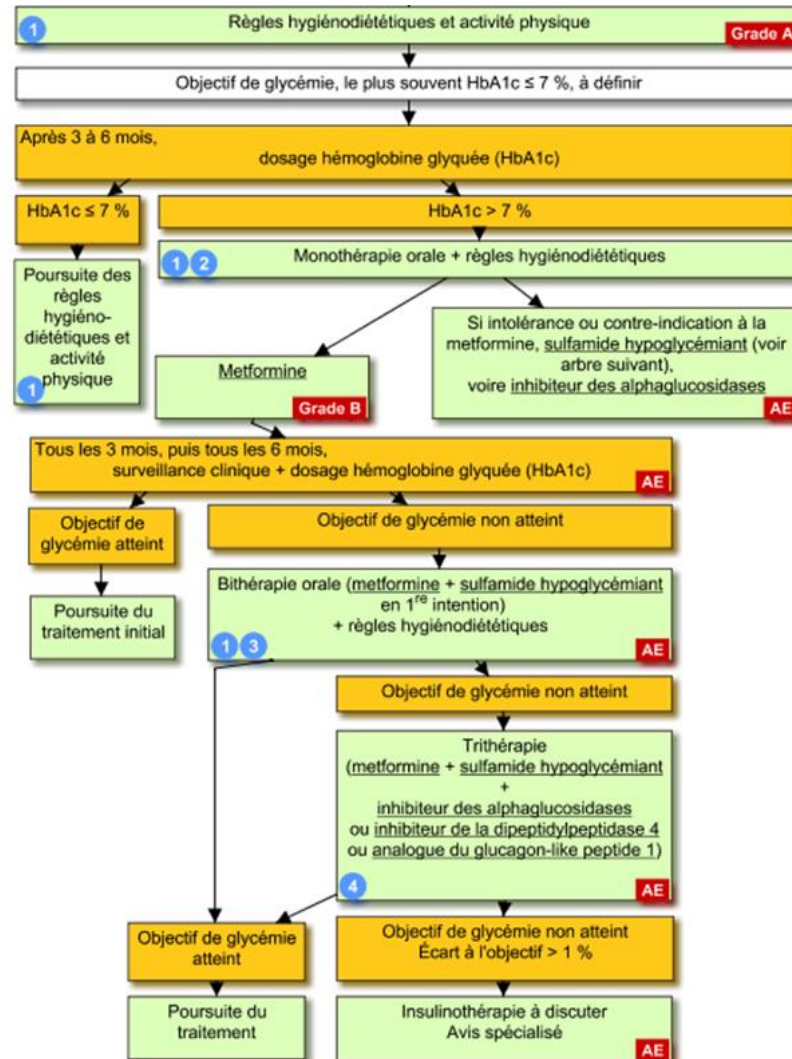 Règles hygiénodiététiques et activité physique
1
Grade A
Objectif de glycémie, le plus souvent HbA1c ≤ 7 %, à définir
Après 3 à 6 mois,
dosage hémoglobine glyquée (HbA1c)
HbA1c ≤ 7 %
HbA1c > 7 %
Poursuite des
règles
hygiéno-
diététiques et
activité
physique
1
Monothérapie orale + règles hygiénodiététiques
1 2
Metformine
Grade B
Si intolérance ou contre-indication à la
metformine, sulfamide hypoglycémiant (voir
arbre suivant),
voire inhibiteur des alphaglucosidases
AE
Tous les 3 mois, puis tous les 6 mois,
surveillance clinique + dosage hémoglobine glyquée (HbA1c)
AE
Objectif de
glycémie atteint
Objectif de glycémie non atteint
Poursuite du
traitement initial
Bithérapie orale (metformine + sulfamide hypoglycémiant
en 1re intention)
+ règles hygiénodiététiques
1 3
AE
Objectif de glycémie non atteint
Trithérapie
(metformine + sulfamide hypoglycémiant
+
inhibiteur des alphaglucosidases
ou inhibiteur de la dipeptidylpeptidase 4
ou analogue du glucagon-like peptide 1)
4
AE
Objectif de glycémie
atteint
Objectif de glycémie non atteint
Écart à l'objectif > 1 %
Poursuite du
traitement
Insulinothérapie à discuter
Avis spécialisé
AE